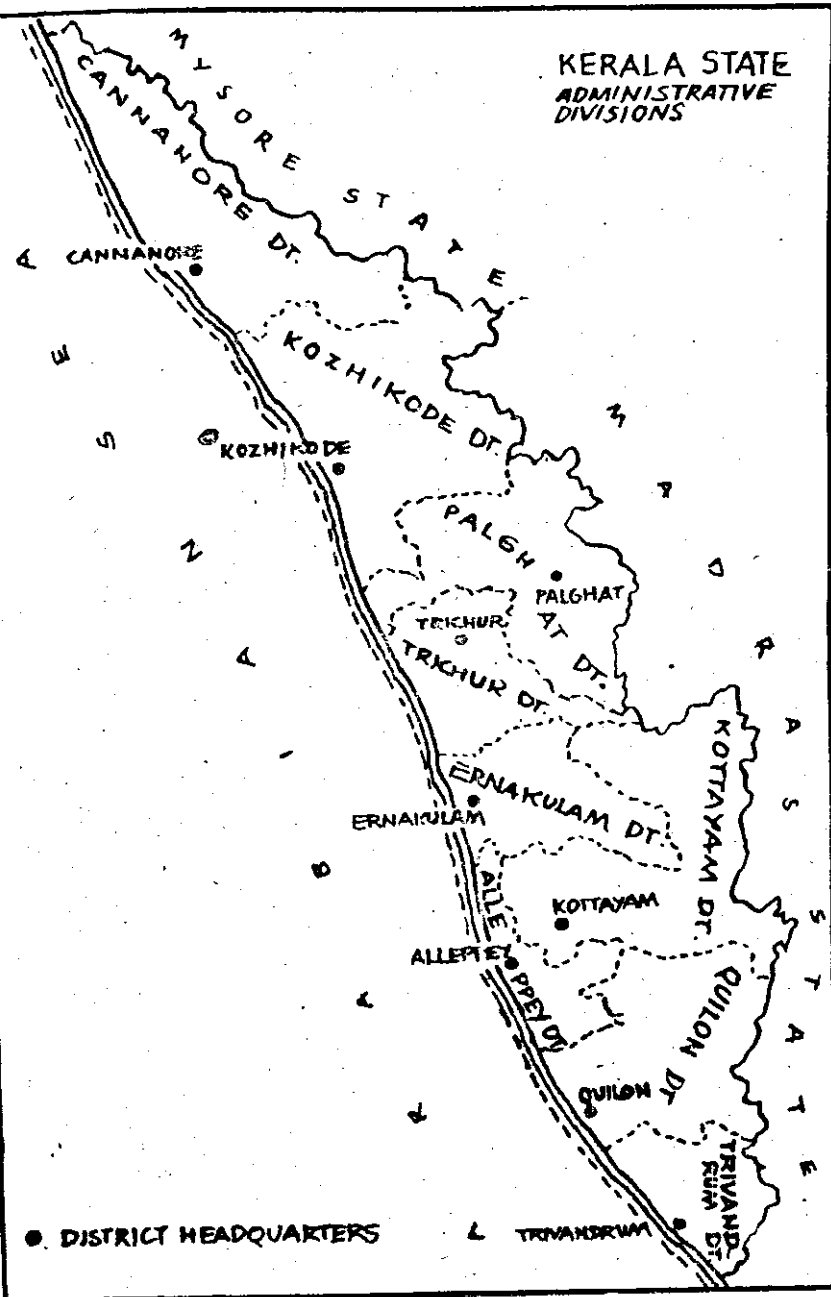 KERALA STATE
ADMINISTRATIVE
DIVISIONS
MYSORE STATE
CANNANORE DT.
CANNANORE
KOZHIKODE DT.
KOZHIKODE
MADRAS STATE
PALGHAT DT.
PALGHAT
TRICHUR
TRICHUR DT.
KOTTAYAM DT.
ERNAKULAM DT.
ERNAKULAM
KOTTAYAM
ALLEPPEY DT.
ALLEPPEY
QUILON DT
QUILON
TRIVAND-
RUM DT.
TRIVANDRUM
ARABIAN SEA
DISTRICT HEADQUARTERS